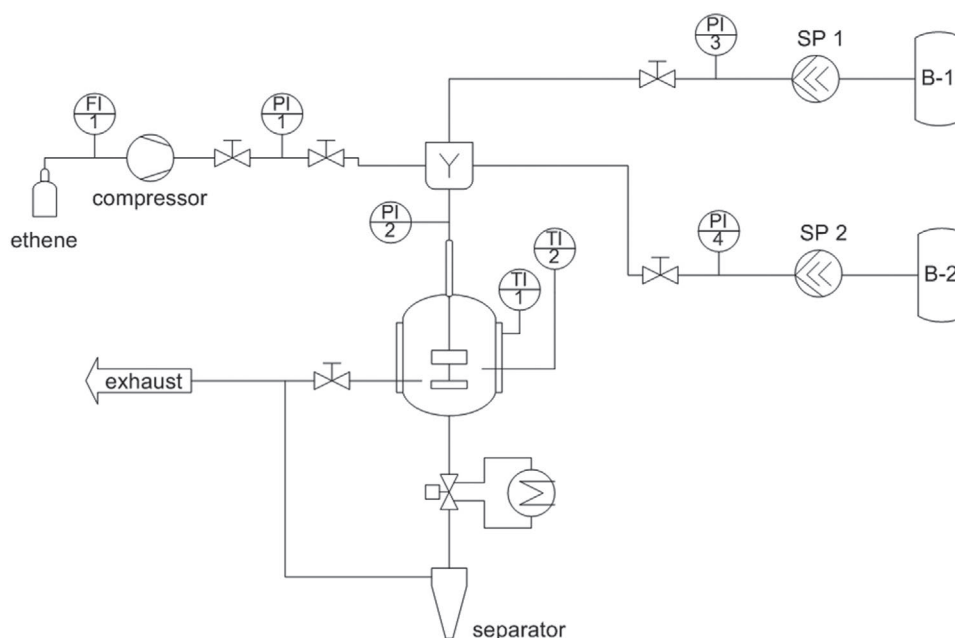 PI
3
SP 1
B-1
FI
1
PI
1
compressor
ethene
Y
PI
2
TI
2
TI
1
PI
4
SP 2
B-2
exhaust
separator